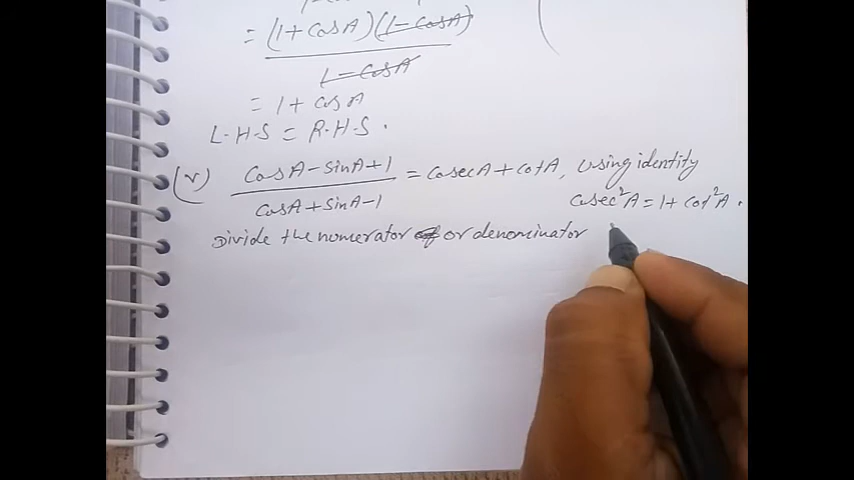 = (1 + cosA)(1 - cosA)
1 - cosA
= 1 + cosA
L.H.S = R.H.S.
(v) cosA - sinA + 1 = cosecA + cotA, using identity
cosA + sinA - 1
cosec²A = 1 + cot²A.
Divide the numerator or denominator